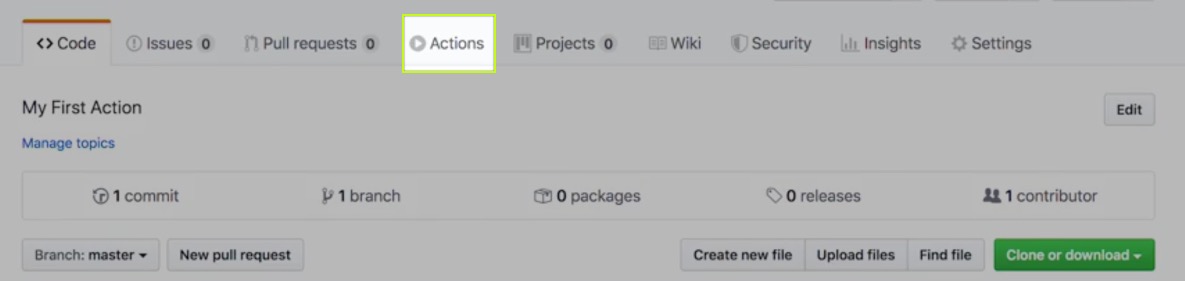 <> Code Issues 0 Pull requests 0 Actions Projects 0 Wiki Security Insights Settings
My First Action Edit
Manage topics
1 commit 1 branch 0 packages 0 releases 1 contributor
Branch: master New pull request Create new file Upload files Find file Clone or download